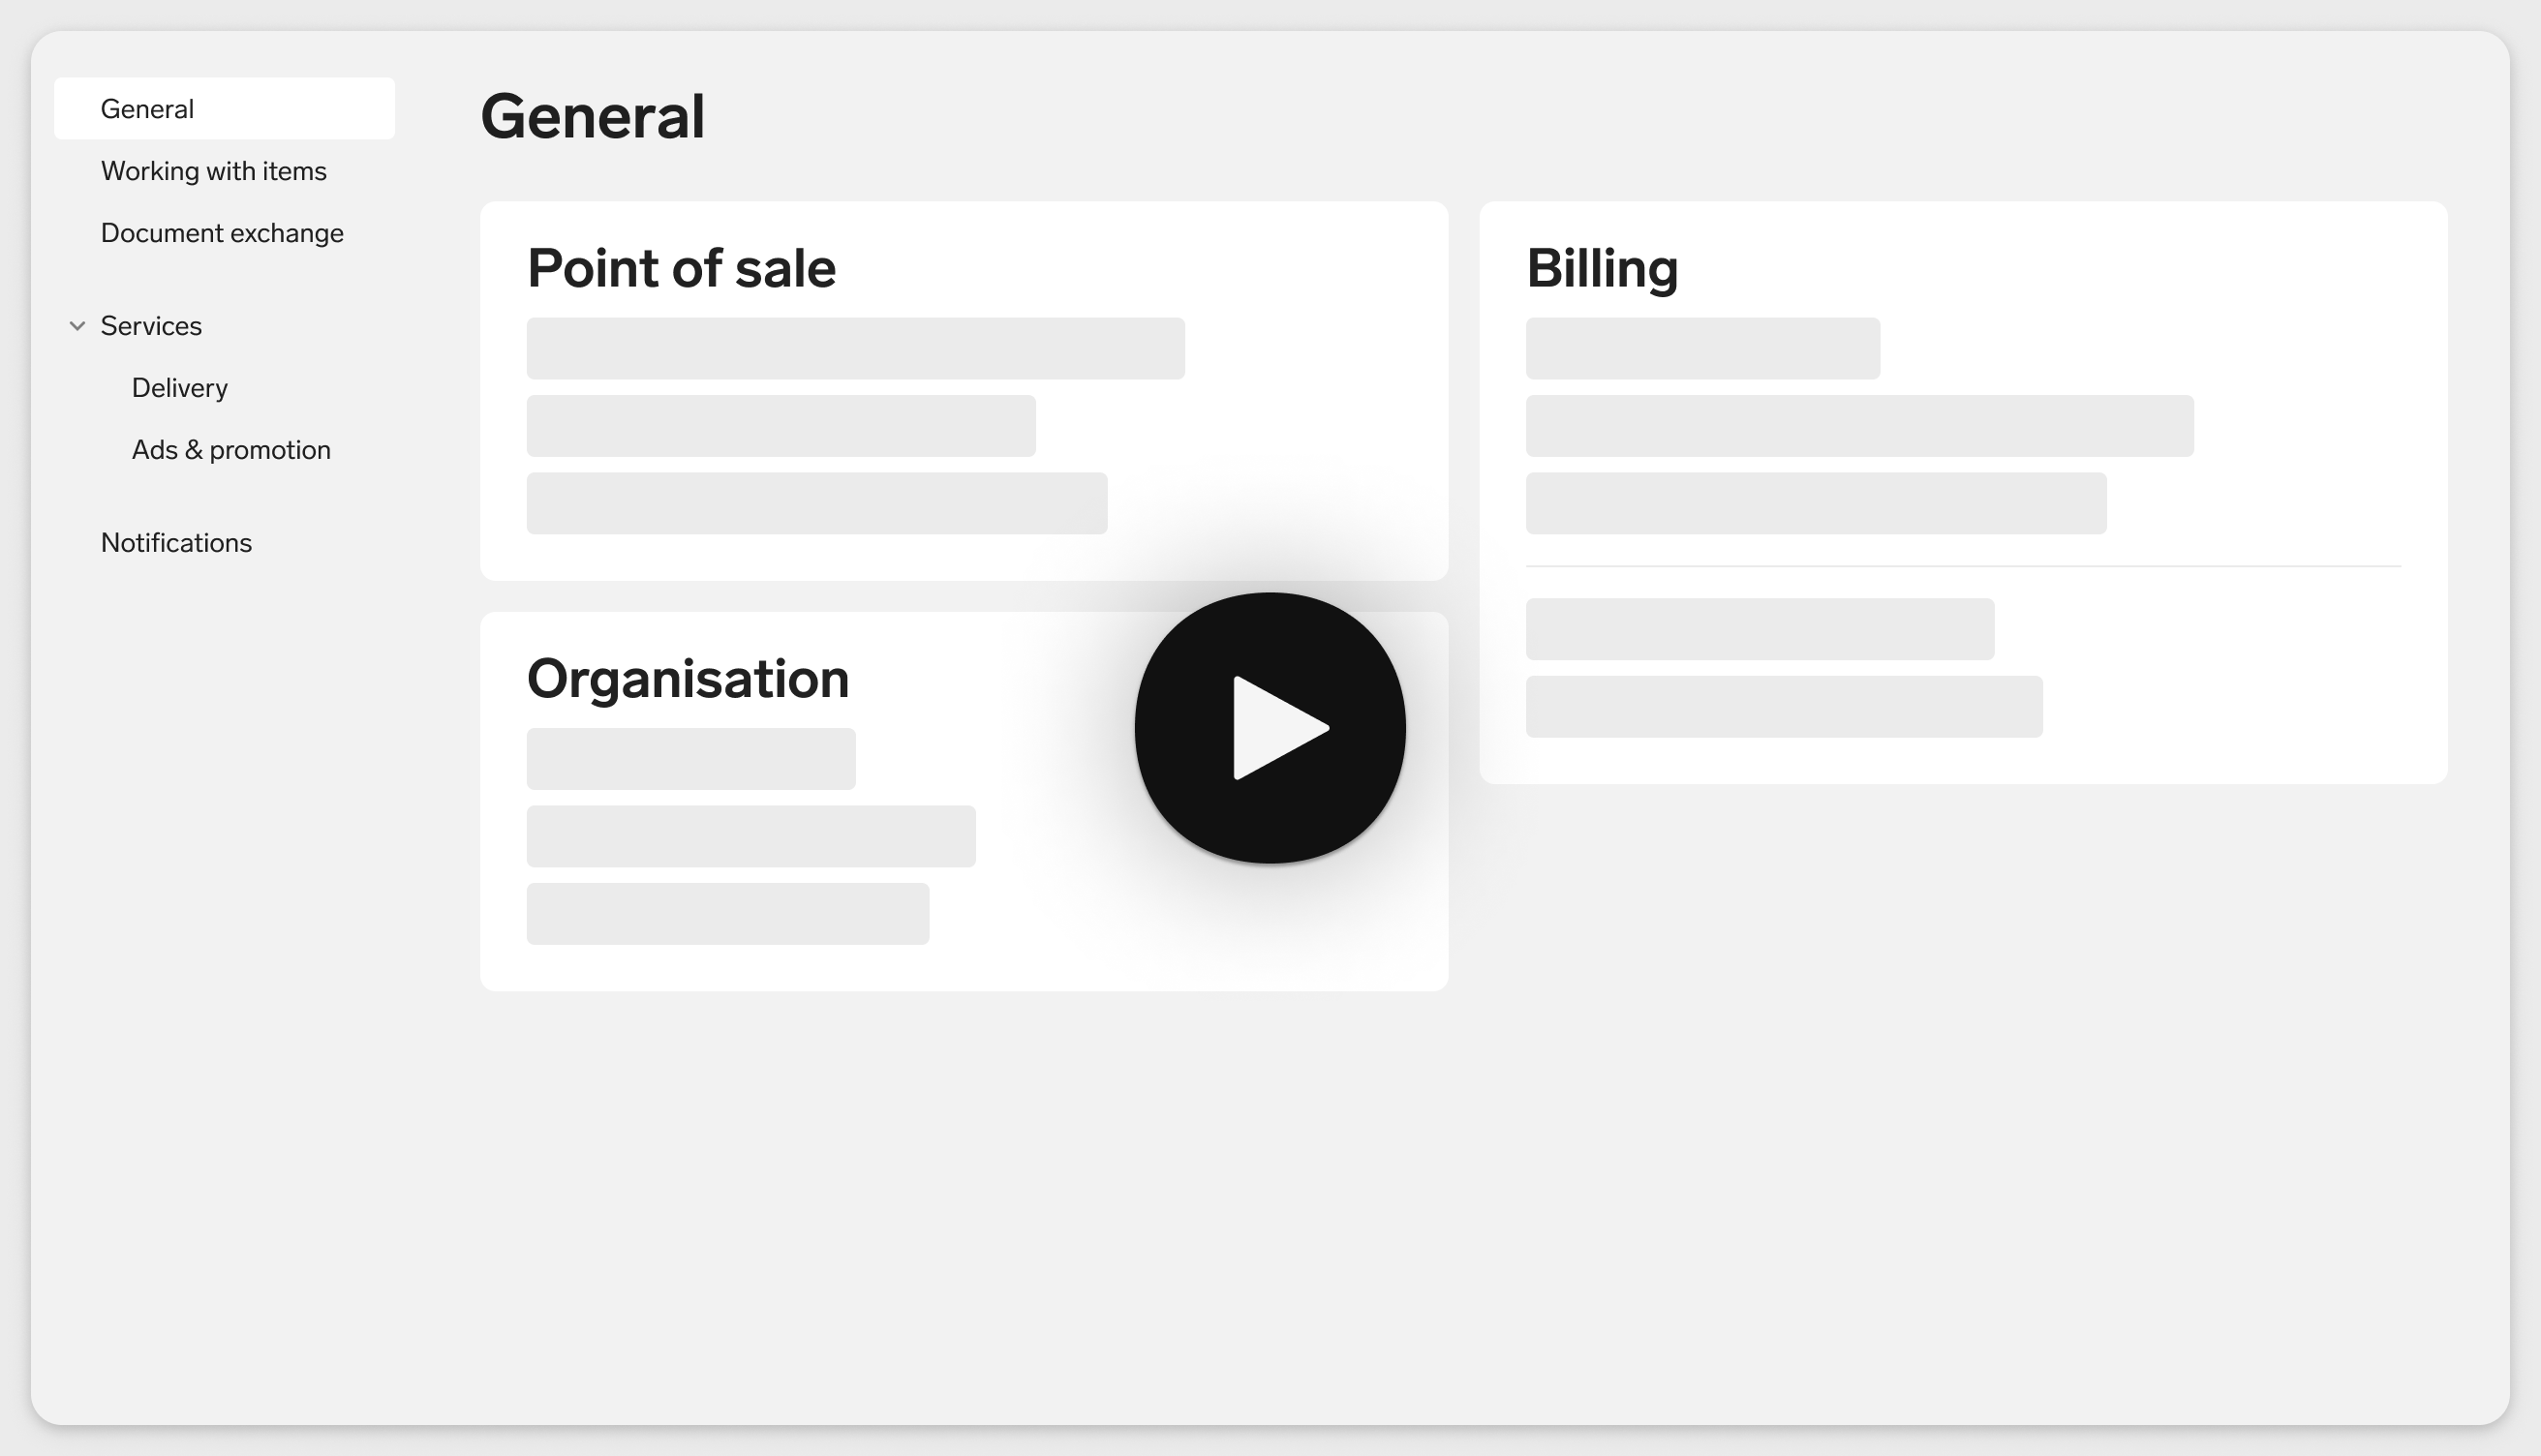 General
Working with items
Document exchange
Services
Delivery
Ads & promotion
Notifications
General
Point of sale
Organisation
Billing